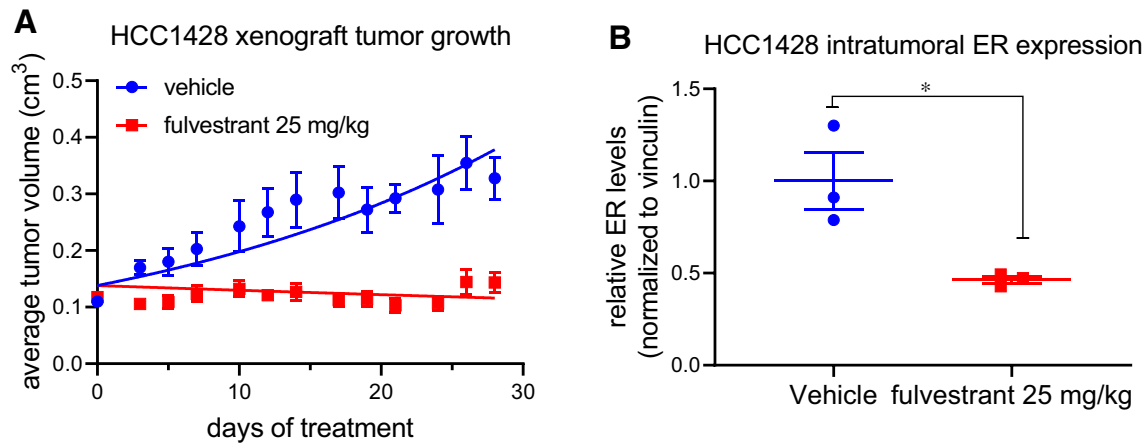 A
HCC1428 xenograft tumor growth
average tumor volume (cm³)
0.5
0.4
0.3
0.2
0.1
0.0
vehicle
fulvestrant 25 mg/kg
0
10
20
30
days of treatment
B
HCC1428 intratumoral ER expression
relative ER levels
(normalized to vinculin)
1.5
1.0
0.5
0.0
*
Vehicle
fulvestrant 25 mg/kg